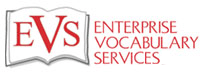 EVS
ENTERPRISE
VOCABULARY
SERVICES